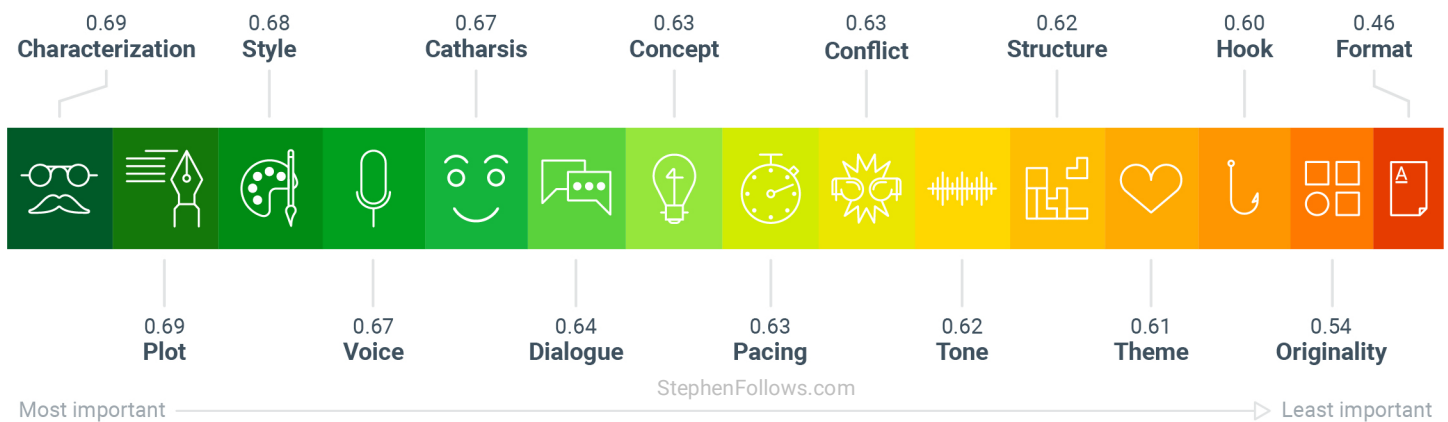 0.69
Characterization
0.68
Style
0.67
Catharsis
0.63
Concept
0.63
Conflict
0.62
Structure
0.60
Hook
0.46
Format
A
0.69
Plot
0.67
Voice
0.64
Dialogue
0.63
Pacing
0.62
Tone
0.61
Theme
0.54
Originality
StephenFollows.com
Most important
Least important